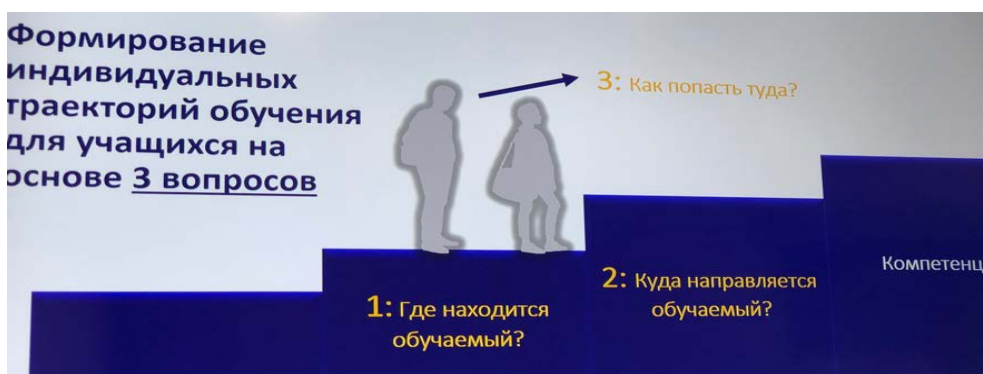 Формирование
индивидуальных
траекторий обучения
для учащихся на
основе 3 вопросов
3: Как попасть туда?
1: Где находится
обучаемый?
2: Куда направляется
обучаемый?
Компетенц